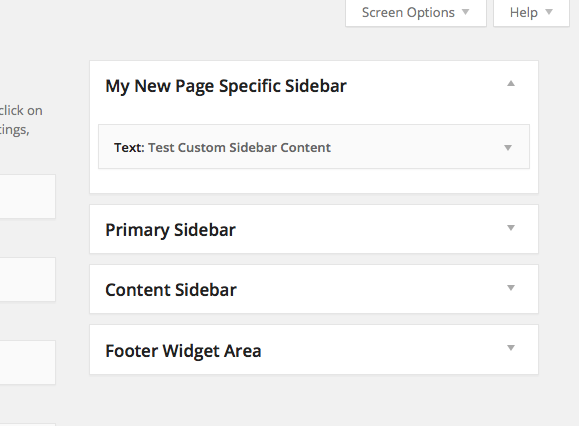 Screen Options
Help
click on
tings,
My New Page Specific Sidebar
Text: Test Custom Sidebar Content
Primary Sidebar
Content Sidebar
Footer Widget Area